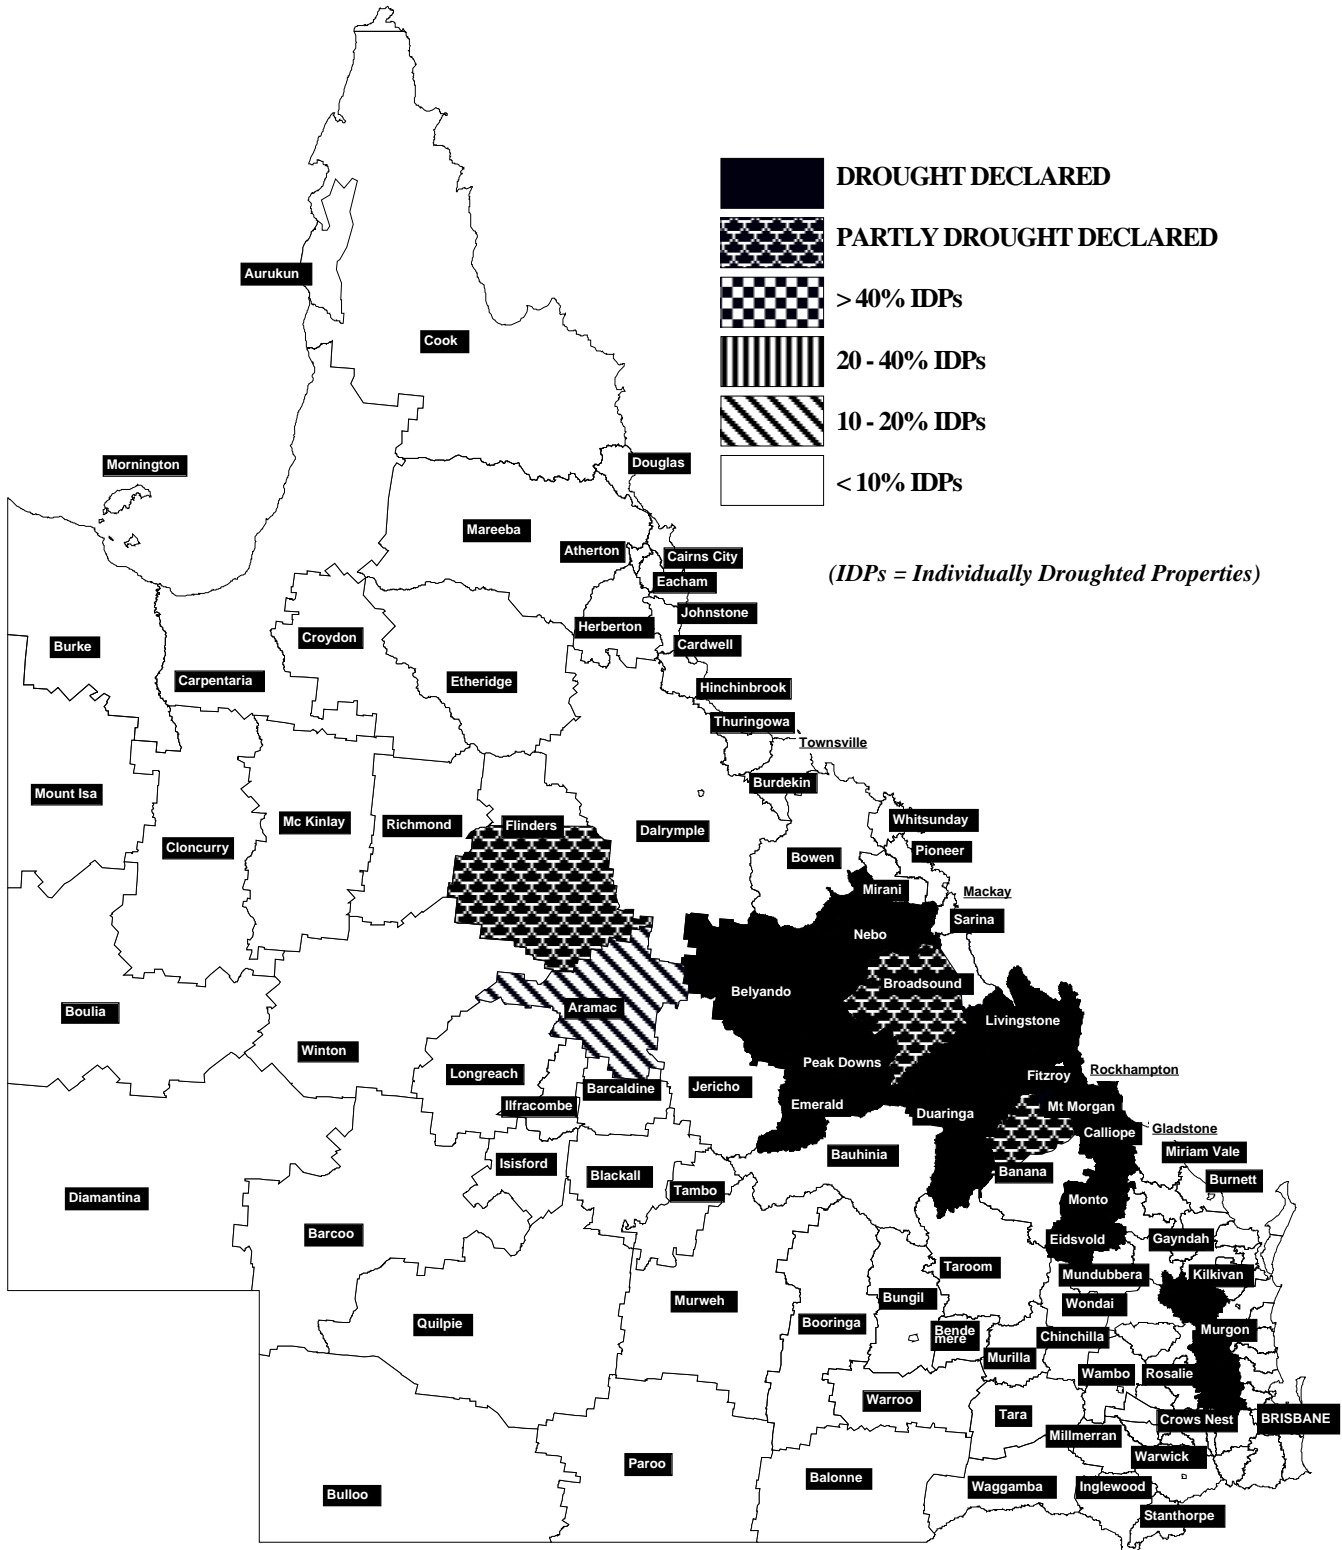 DROUGHT DECLARED
PARTLY DROUGHT DECLARED
> 40% IDPs
20 - 40% IDPs
10 - 20% IDPs
< 10% IDPs
(IDPs = Individually Droughted Properties)
Aurukun
Cook
Mornington
Douglas
Mareeba
Atherton
Cairns City
Eacham
Johnstone
Herberton
Cardwell
Burke
Croydon
Carpentaria
Etheridge
Hinchinbrook
Thuringowa
Townsville
Burdekin
Mount Isa
Mc Kinlay
Richmond
Flinders
Dalrymple
Whitsunday
Cloncurry
Bowen
Pioneer
Mirani
Mackay
Sarina
Nebo
Broadsound
Belyando
Aramac
Boulia
Livingstone
Winton
Longreach
Peak Downs
Barcaldine
Jericho
Fitzroy
Rockhampton
Ilfracombe
Emerald
Duaringa
Mt Morgan
Calliope
Gladstone
Miriam Vale
Isisford
Blackall
Tambo
Bauhinia
Banana
Burnett
Diamantina
Monto
Barcoo
Eidsvold
Gayndah
Taroom
Mundubbera
Kilkivan
Murweh
Bungil
Wondai
Quilpie
Booringa
Bende
mere
Chinchilla
Murgon
Murilla
Wambo
Rosalie
Warroo
Tara
Crows Nest
BRISBANE
Millmerran
Warwick
Paroo
Balonne
Waggamba
Inglewood
Bulloo
Stanthorpe